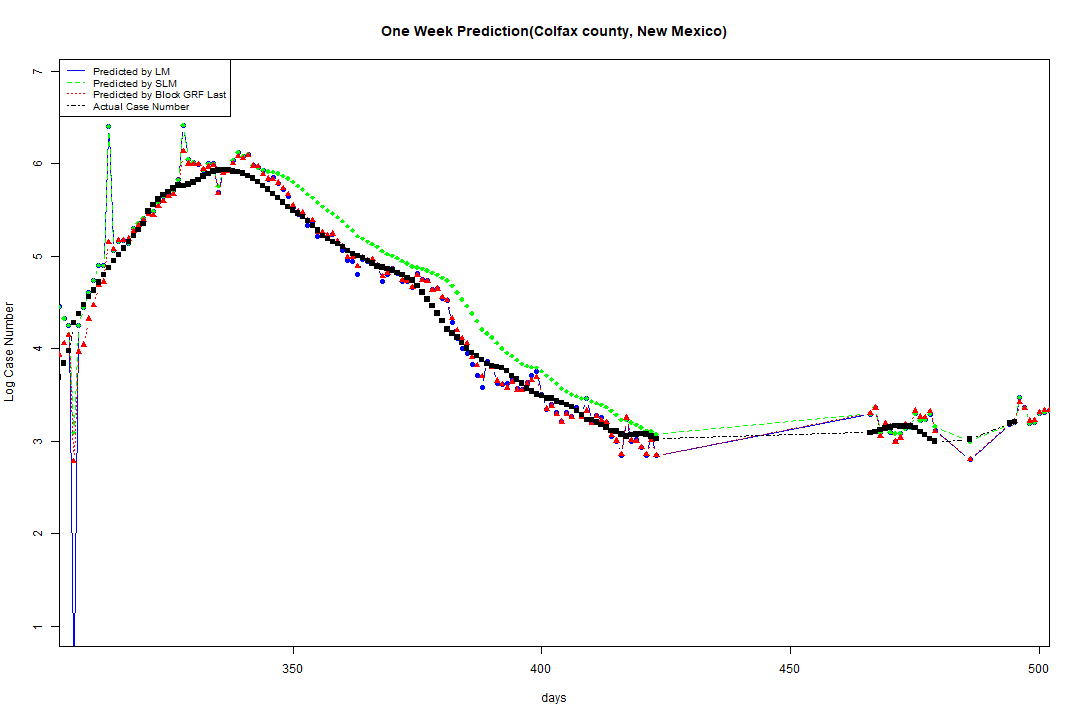 One Week Prediction(Colfax county, New Mexico)
Predicted by LM
Predicted by SLM
Predicted by Block GRF Last
Actual Case Number
7
6
5
4
3
2
1
Log Case Number
350
400
450
500
days